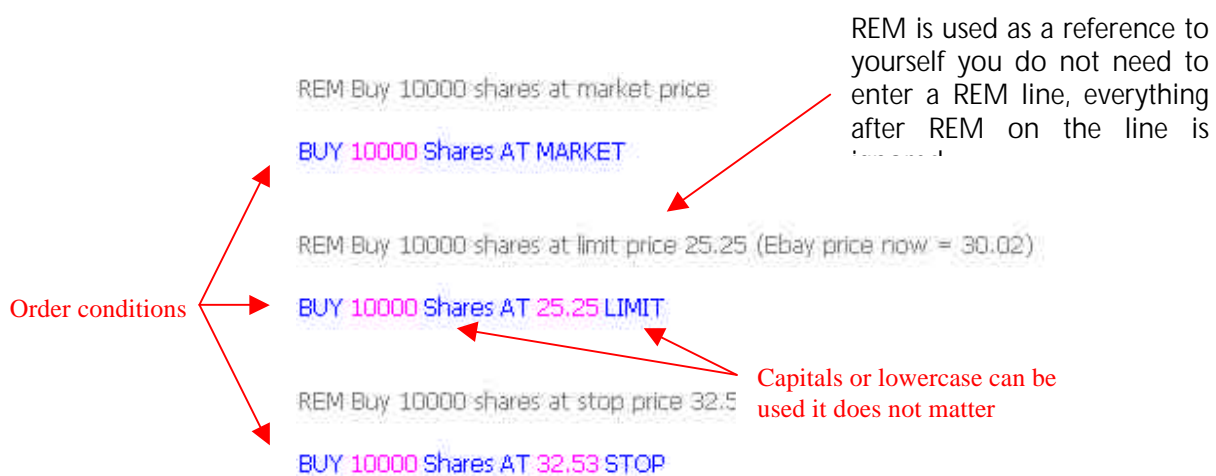 REM is used as a reference to
yourself you do not need to
enter a REM line, everything
after REM on the line is
REM Buy 10000 shares at market price
BUY 10000 Shares AT MARKET
REM Buy 10000 shares at limit price 25.25 (Ebay price now = 30.02)
Order conditions
BUY 10000 Shares AT 25.25 LIMIT
Capitals or lowercase can be
used it does not matter
REM Buy 10000 shares at stop price 32.5
BUY 10000 Shares AT 32.53 STOP